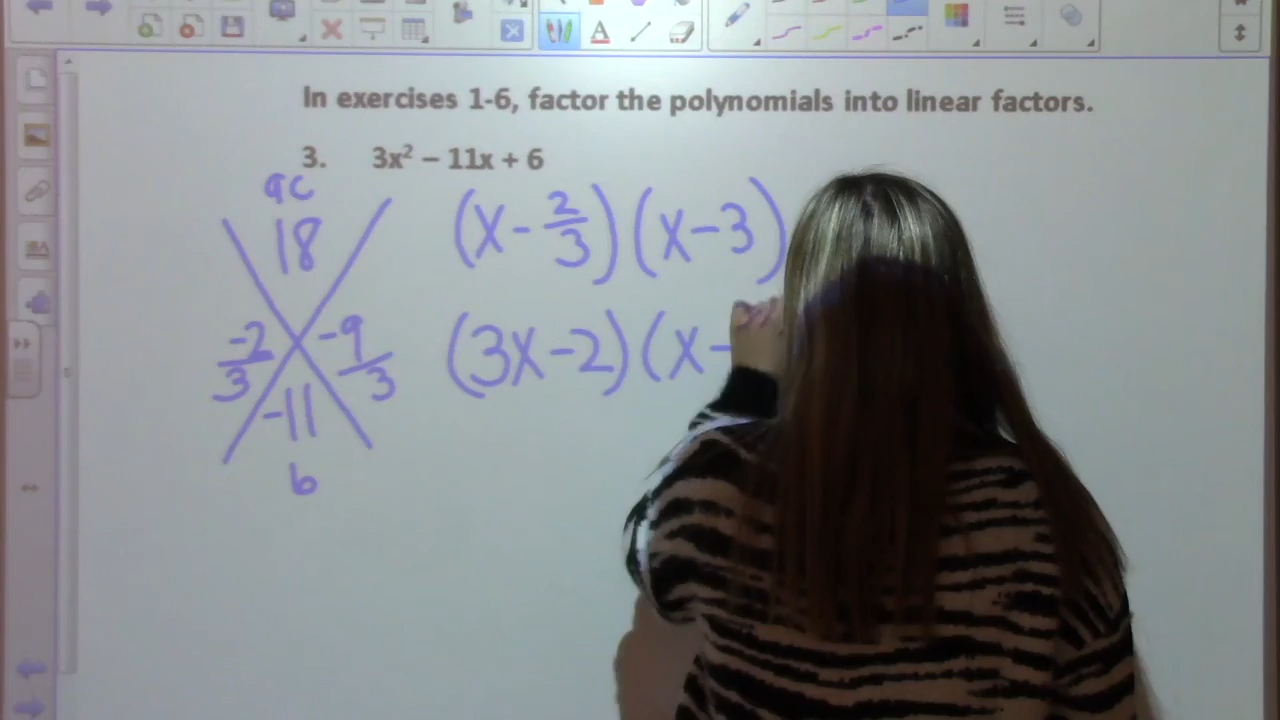 In exercises 1-6, factor the polynomials into linear factors.
3. 3x² – 11x + 6
ac
18
-2/3 -9/3
-11
b
(x - 2/3)(x - 3)
(3x - 2)(x -